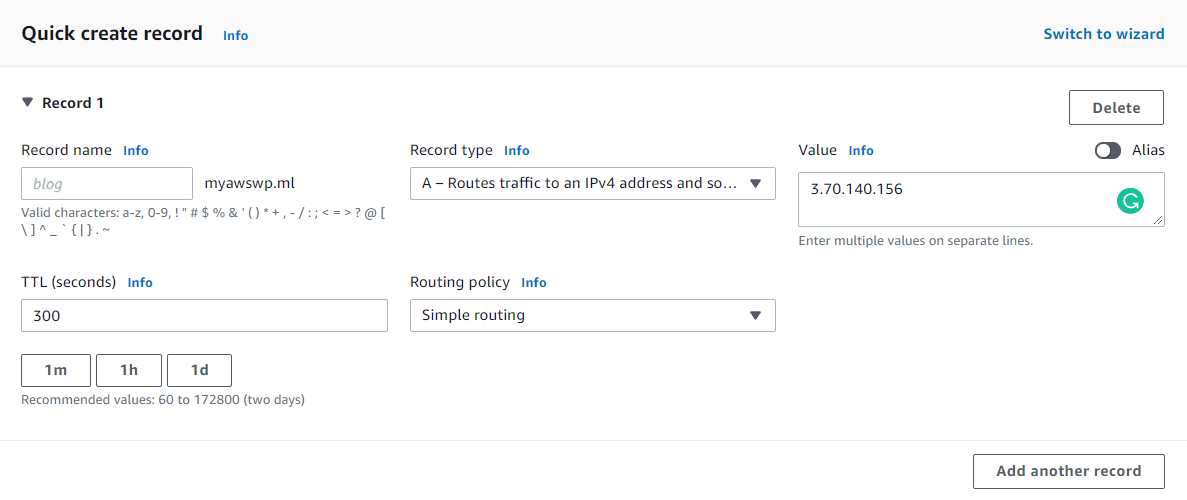 Quick create record Info
Switch to wizard
Record 1
Delete
Record name Info
blog
myawswp.ml
Valid characters: a-z, 0-9, ! " # $ % & ' ( ) * + , - / : ; < = > ? @ [
\ ] ^ _ ` { | } . ~
Record type Info
A – Routes traffic to an IPv4 address and so...
Value Info
Alias
3.70.140.156
Enter multiple values on separate lines.
TTL (seconds) Info
300
1m
1h
1d
Recommended values: 60 to 172800 (two days)
Routing policy Info
Simple routing
Add another record